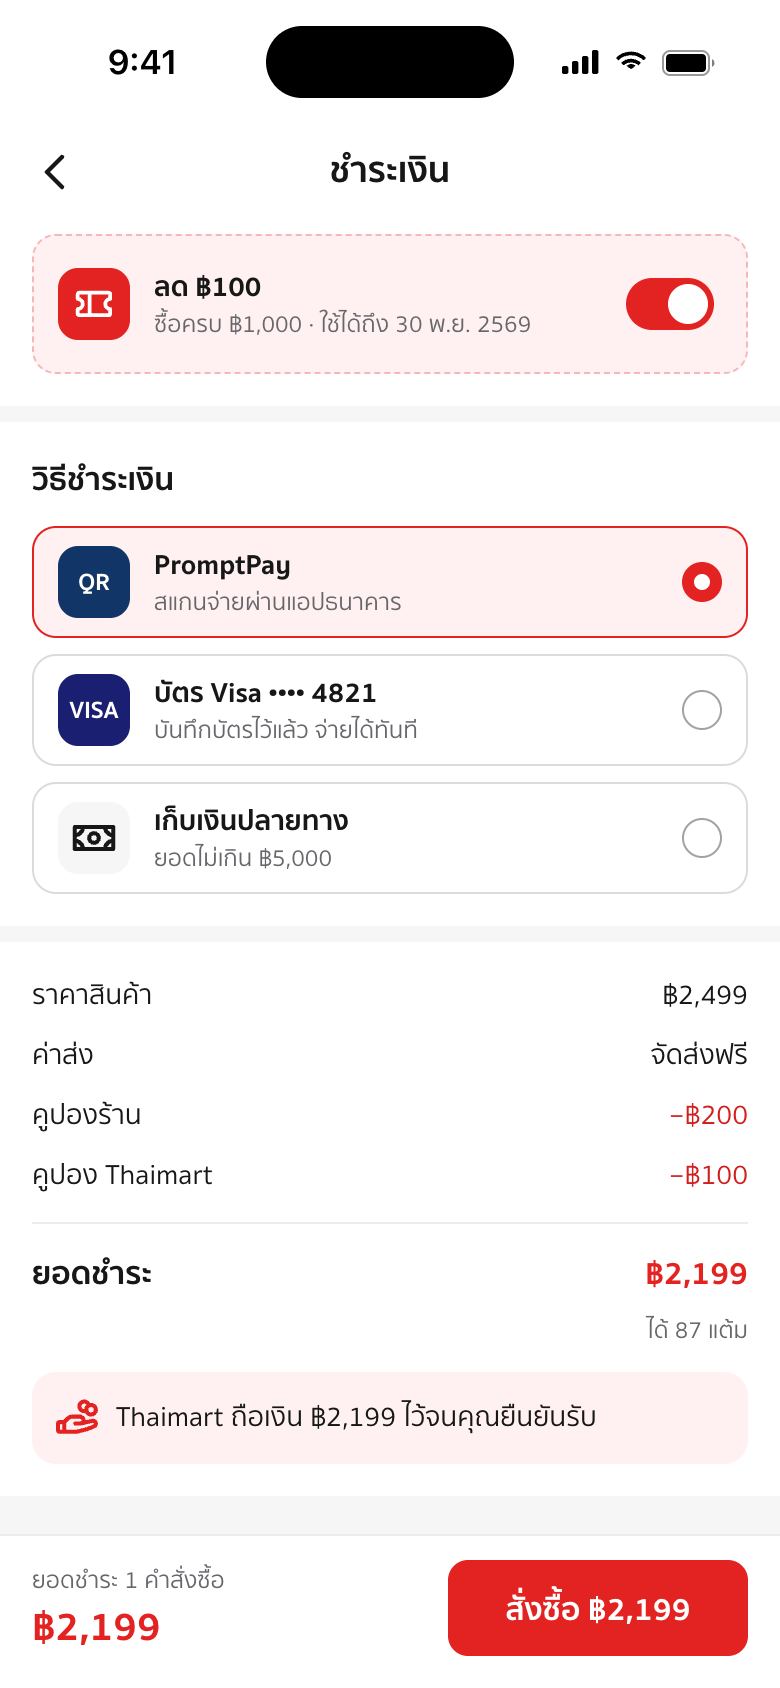 9:41
ชำระเงิน
ลด ฿100
ซื้อครบ ฿1,000 · ใช้ได้ถึง 30 พ.ย. 2569
วิธีชำระเงิน
QR
PromptPay
สแกนจ่ายผ่านแอปธนาคาร
VISA
บัตร Visa •••• 4821
บันทึกบัตรไว้แล้ว จ่ายได้ทันที
เก็บเงินปลายทาง
ยอดไม่เกิน ฿5,000
ราคาสินค้า ฿2,499
ค่าส่ง จัดส่งฟรี
คูปองร้าน −฿200
คูปอง Thaimart −฿100
ยอดชำระ ฿2,199
ได้ 87 แต้ม
Thaimart ถือเงิน ฿2,199 ไว้จนคุณยืนยันรับ
ยอดชำระ 1 คำสั่งซื้อ
฿2,199
สั่งซื้อ ฿2,199